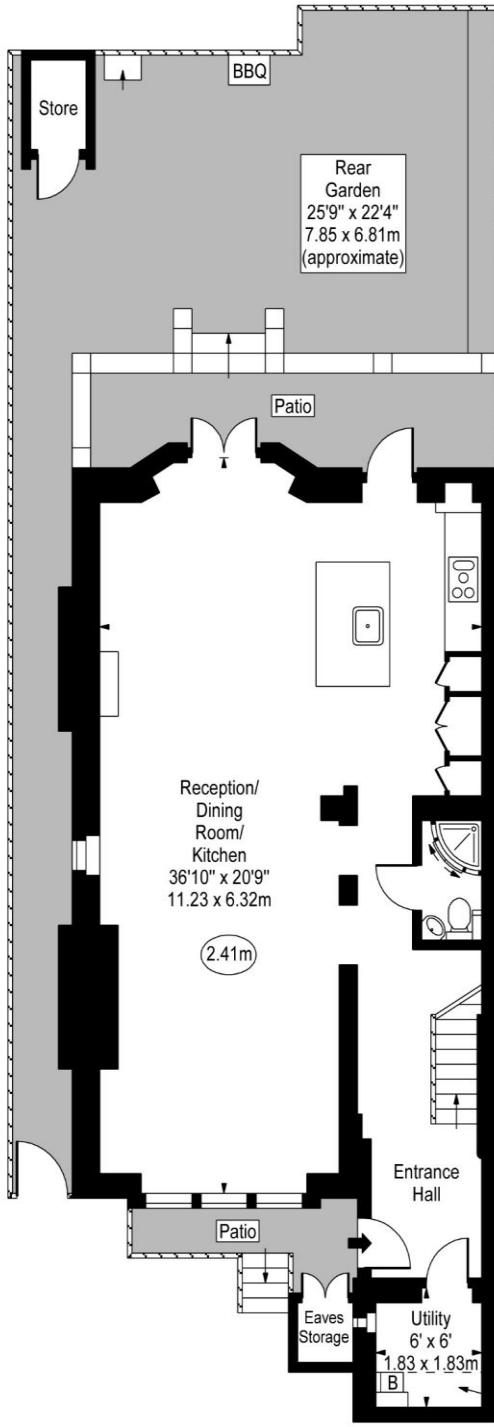 BBQ
Store
Rear
Garden
25'9" x 22'4"
7.85 x 6.81m
(approximate)
Patio
Reception/
Dining
Room/
Kitchen
36'10" x 20'9"
11.23 x 6.32m
2.41m
Entrance
Hall
Patio
Eaves
Storage
Utility
6' x 6'
1.83 x 1.83m
B